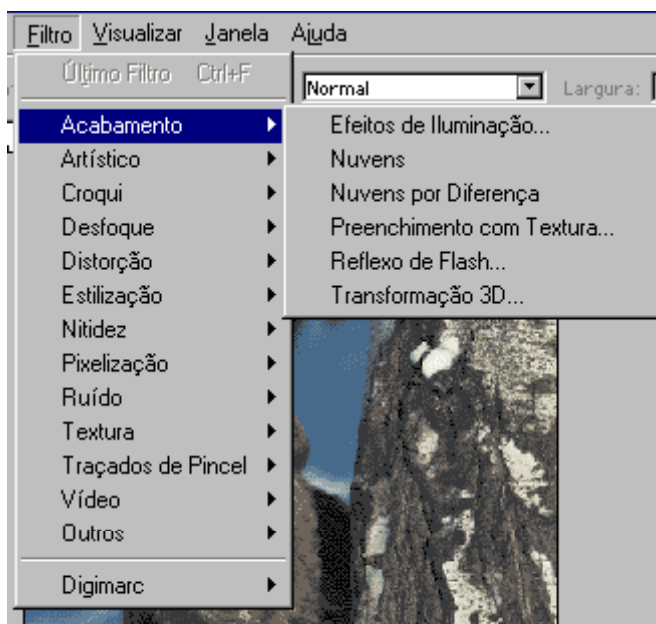 Filtro Visualizar Janela Ajuda
Último Filtro Ctrl+F
Normal Largura:
Acabamento
Artístico
Croqui
Desfoque
Distorção
Estilização
Nitidez
Pixelização
Ruído
Textura
Traçados de Pincel
Vídeo
Outros
Digimarc
Efeitos de Iluminação...
Nuvens
Nuvens por Diferença
Preenchimento com Textura...
Reflexo de Flash...
Transformação 3D...